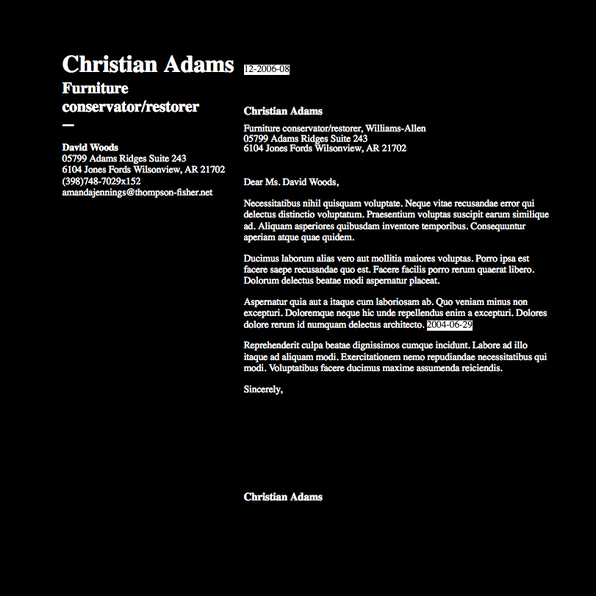 Christian Adams
Furniture
conservator/restorer
—
David Woods
05799 Adams Ridges Suite 243
6104 Jones Fords Wilsonview, AR 21702
(398)748-7029x152
amandajennings@thompson-fisher.net
12-2006-08
Christian Adams
Furniture conservator/restorer, Williams-Allen
05799 Adams Ridges Suite 243
6104 Jones Fords Wilsonview, AR 21702
Dear Ms. David Woods,
Necessitatibus nihil quisquam voluptate. Neque vitae recusandae error qui
delectus distinctio voluptatum. Praesentium voluptas suscipit earum similique
ad. Aliquam asperiores quibusdam inventore temporibus. Consequuntur
aperiam atque quae quidem.
Ducimus laborum alias vero aut mollitia maiores voluptas. Porro ipsa est
facere saepe recusandae quo est. Facere facilis porro rerum quaerat libero.
Dolorum delectus beatae modi aspernatur placeat.
Aspernatur quia aut a itaque cum laboriosam ab. Quo veniam minus non
excepturi. Doloremque neque hic unde repellendus enim a excepturi. Dolores
dolore rerum id numquam delectus architecto. 2004-06-29
Reprehenderit culpa beatae dignissimos cumque incidunt. Labore ad illo
itaque ad aliquam modi. Exercitationem nemo repudiandae necessitatibus qui
modi. Voluptatibus facere ducimus maxime assumenda reiciendis.
Sincerely,
Christian Adams